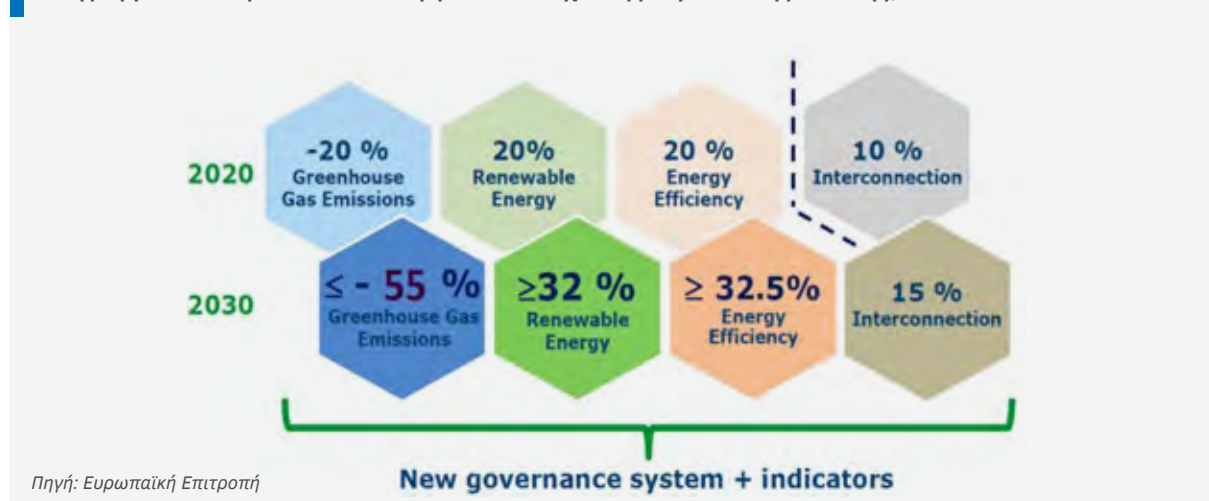 2020
-20 %
Greenhouse
Gas Emissions
20%
Renewable
Energy
20 %
Energy
Efficiency
10 %
Interconnection
2030
≤ - 55 %
Greenhouse Gas
Emissions
≥32 %
Renewable
Energy
≥ 32.5%
Energy
Efficiency
15 %
Interconnection
New governance system + indicators
Πηγή: Ευρωπαϊκή Επιτροπή